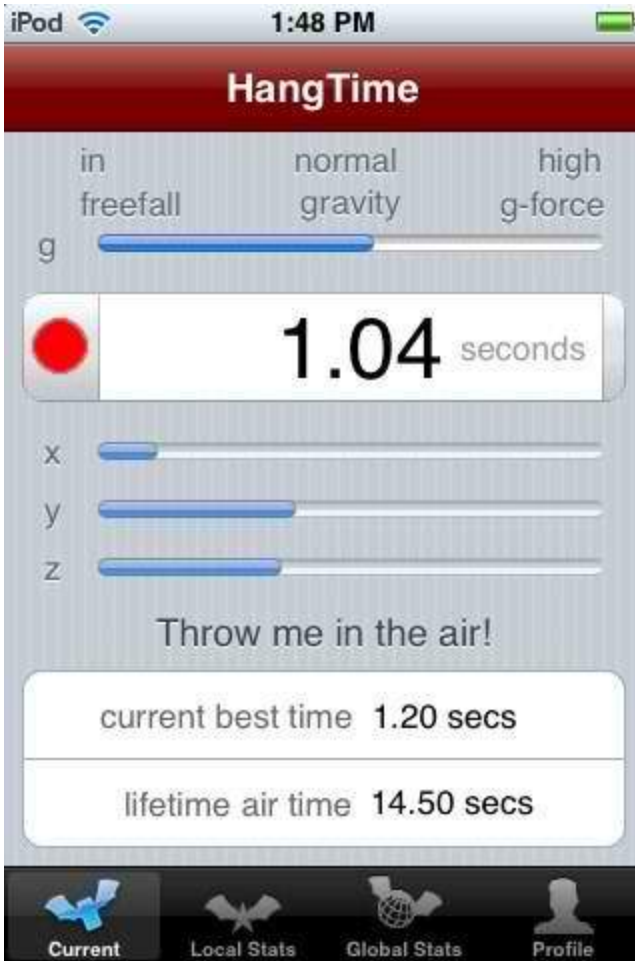 iPod 1:48 PM
HangTime
in normal high
freefall gravity g-force
g
1.04 seconds
x
y
z
Throw me in the air!
current best time 1.20 secs
lifetime air time 14.50 secs
Current Local Stats Global Stats Profile